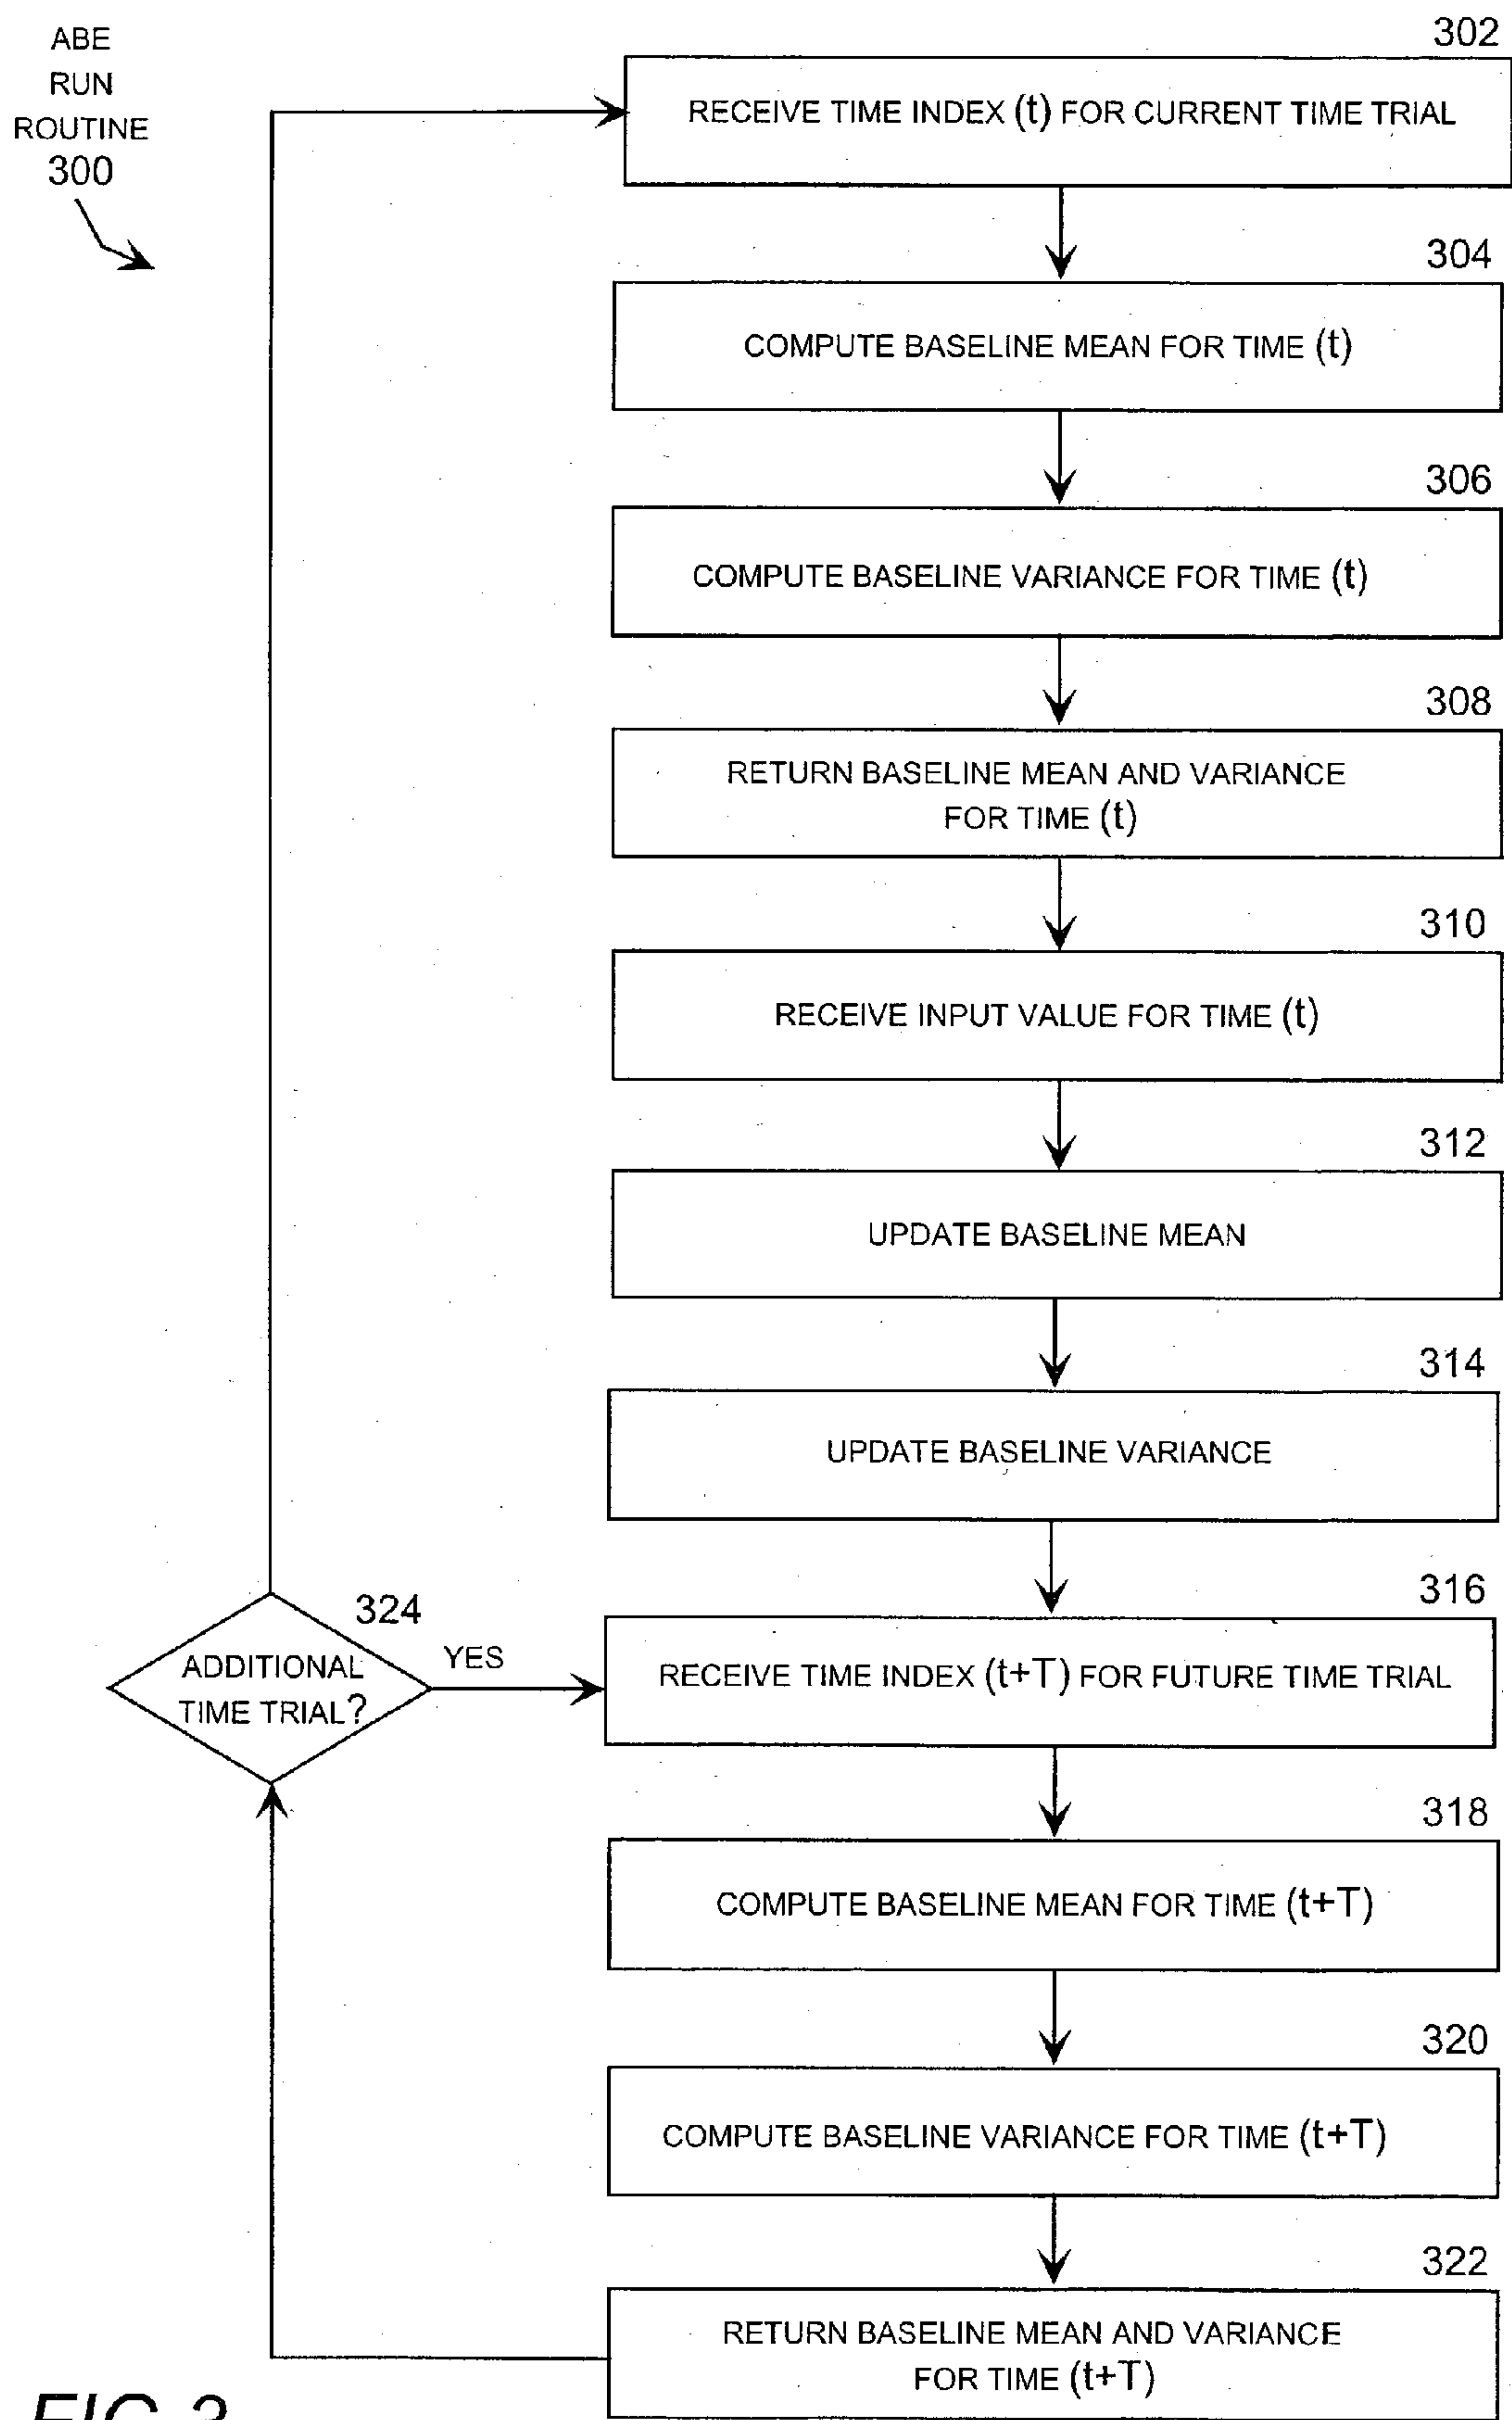 ABE
RUN
ROUTINE
300
302
RECEIVE TIME INDEX (t) FOR CURRENT TIME TRIAL
304
COMPUTE BASELINE MEAN FOR TIME (t)
306
COMPUTE BASELINE VARIANCE FOR TIME (t)
308
RETURN BASELINE MEAN AND VARIANCE
FOR TIME (t)
310
RECEIVE INPUT VALUE FOR TIME (t)
312
UPDATE BASELINE MEAN
314
UPDATE BASELINE VARIANCE
324
ADDITIONAL
TIME TRIAL?
YES
316
RECEIVE TIME INDEX (t+T) FOR FUTURE TIME TRIAL
318
COMPUTE BASELINE MEAN FOR TIME (t+T)
320
COMPUTE BASELINE VARIANCE FOR TIME (t+T)
322
RETURN BASELINE MEAN AND VARIANCE
FOR TIME (t+T)